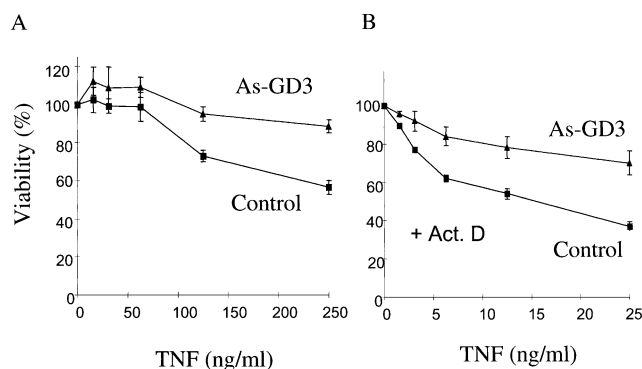 A
B
Viability (%)
120
100
80
60
40
20
0
As-GD3
Control
0 50 100 150 200 250
TNF (ng/ml)
100
80
60
40
20
0
As-GD3
+ Act. D
Control
0 5 10 15 20 25
TNF (ng/ml)